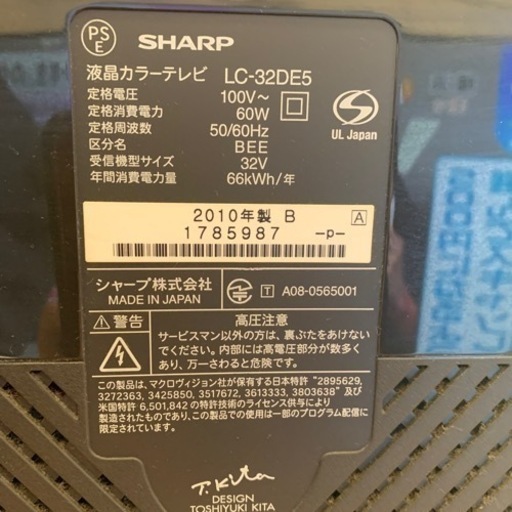 PS
E
SHARP
液晶カラーテレビ LC-32DE5
定格電圧 100V~
定格消費電力 60W
定格周波数 50/60Hz
区分名 BEE
受信機型サイズ 32V
年間消費電力量 66kWh/年
S
UL Japan
2010年製 B A
1785987 -p-
シャープ株式会社
MADE IN JAPAN
T A08-0565001
警告 高圧注意
サービスマン以外の方は、裏ぶたをあけない
でください。内部には高電圧部分が数多く
あり、万一さわると危険です。
この製品は、マクロヴィジョン社が保有する日本特許 "2895629,
3272363, 3425850, 3517672, 3613333, 3803638" 及び
米国特許 6,501,842 の特許技術のライセンス供与により
製造されており、この製品での使用は一部のプログラム配信に
限定されています。
T. Kita
DESIGN
TOSHIYUKI KITA